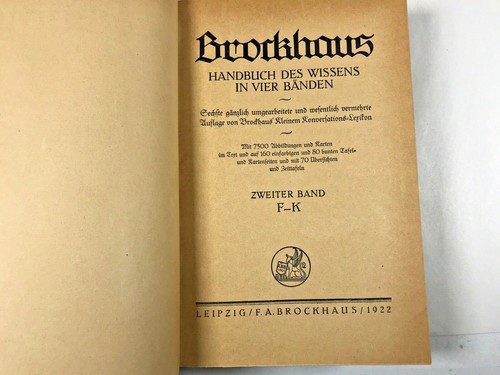 Brockhaus
HANDBUCH DES WISSENS
IN VIER BÄNDEN
Sechste gänzlich umgearbeitete und wesentlich vermehrte
Auflage von Brockhaus' Kleinem Konversations-Lexikon
Mit 7500 Abbildungen und Karten
im Text und auf 160 einfarbigen und 80 bunten Tafel-
und Kartenseiten und mit 70 Übersichten
und Zeittafeln
ZWEITER BAND
F–K
LEIPZIG/F.A. BROCKHAUS/1922